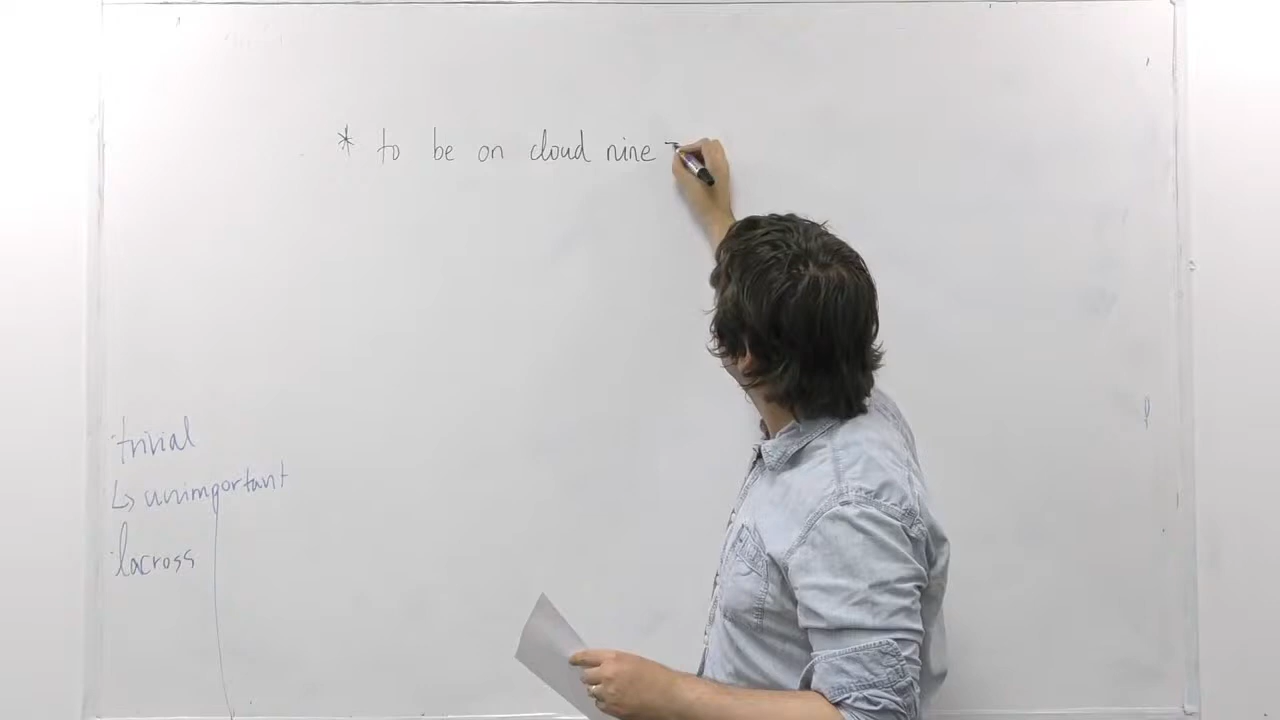 * to be on cloud nine -
trivial
↳ unimportant
lacross